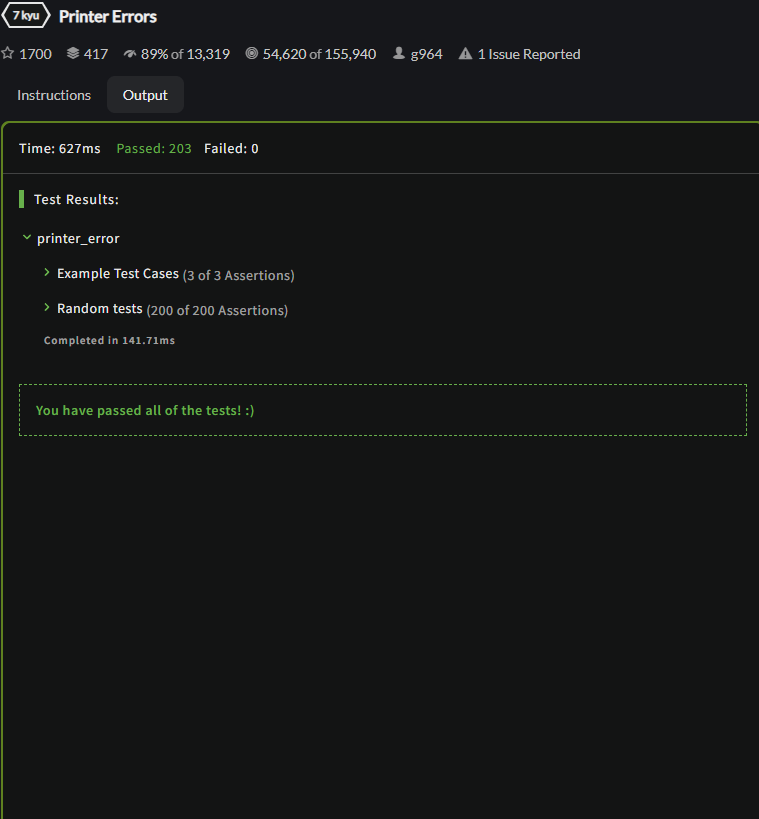 7 kyu Printer Errors
1700 417 89% of 13,319 54,620 of 155,940 g964 1 Issue Reported
Instructions Output
Time: 627ms Passed: 203 Failed: 0
Test Results:
printer_error
Example Test Cases (3 of 3 Assertions)
Random tests (200 of 200 Assertions)
Completed in 141.71ms
You have passed all of the tests! :)